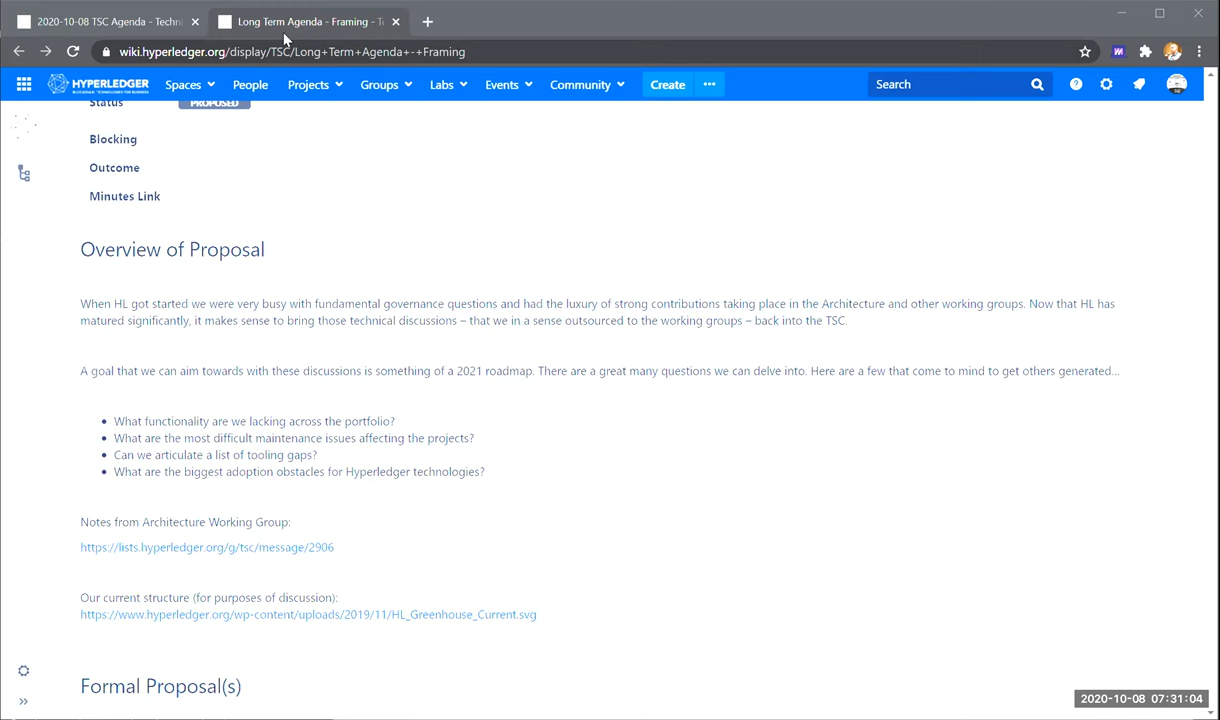 2020-10-08 TSC Agenda - Techni
Long Term Agenda - Framing - Te
wiki.hyperledger.org/display/TSC/Long+Term+Agenda+-+Framing
HYPERLEDGER
BLOCKCHAIN TECHNOLOGIES FOR BUSINESS
Spaces
People
Projects
Groups
Labs
Events
Community
Create
Search
Status
PROPOSED
Blocking
Outcome
Minutes Link
Overview of Proposal
When HL got started we were very busy with fundamental governance questions and had the luxury of strong contributions taking place in the Architecture and other working groups. Now that HL has
matured significantly, it makes sense to bring those technical discussions – that we in a sense outsourced to the working groups – back into the TSC.
A goal that we can aim towards with these discussions is something of a 2021 roadmap. There are a great many questions we can delve into. Here are a few that come to mind to get others generated...
• What functionality are we lacking across the portfolio?
• What are the most difficult maintenance issues affecting the projects?
• Can we articulate a list of tooling gaps?
• What are the biggest adoption obstacles for Hyperledger technologies?
Notes from Architecture Working Group:
https://lists.hyperledger.org/g/tsc/message/2906
Our current structure (for purposes of discussion):
https://www.hyperledger.org/wp-content/uploads/2019/11/HL_Greenhouse_Current.svg
Formal Proposal(s)
2020-10-08 07:31:04